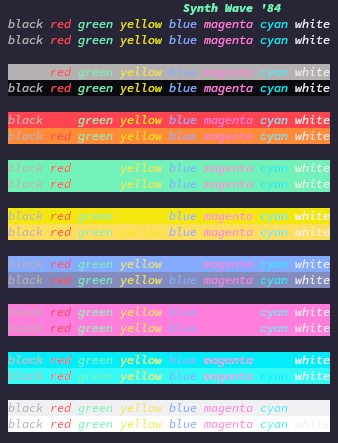 Synth Wave '84
black red green yellow blue magenta cyan white
black red green yellow blue magenta cyan white
red green yellow blue magenta cyan white
black red green yellow blue magenta cyan white
black green yellow blue magenta cyan white
black green yellow blue magenta cyan white
black red yellow blue magenta cyan white
black red yellow blue magenta cyan white
black red green blue magenta cyan white
black red green yellow blue magenta cyan white
black red green yellow magenta cyan white
black red green yellow blue magenta cyan white
black red green yellow blue cyan white
black red green yellow blue cyan white
black red green yellow blue magenta white
black red green yellow blue magenta cyan white
black red green yellow blue magenta cyan
black red green yellow blue magenta cyan white